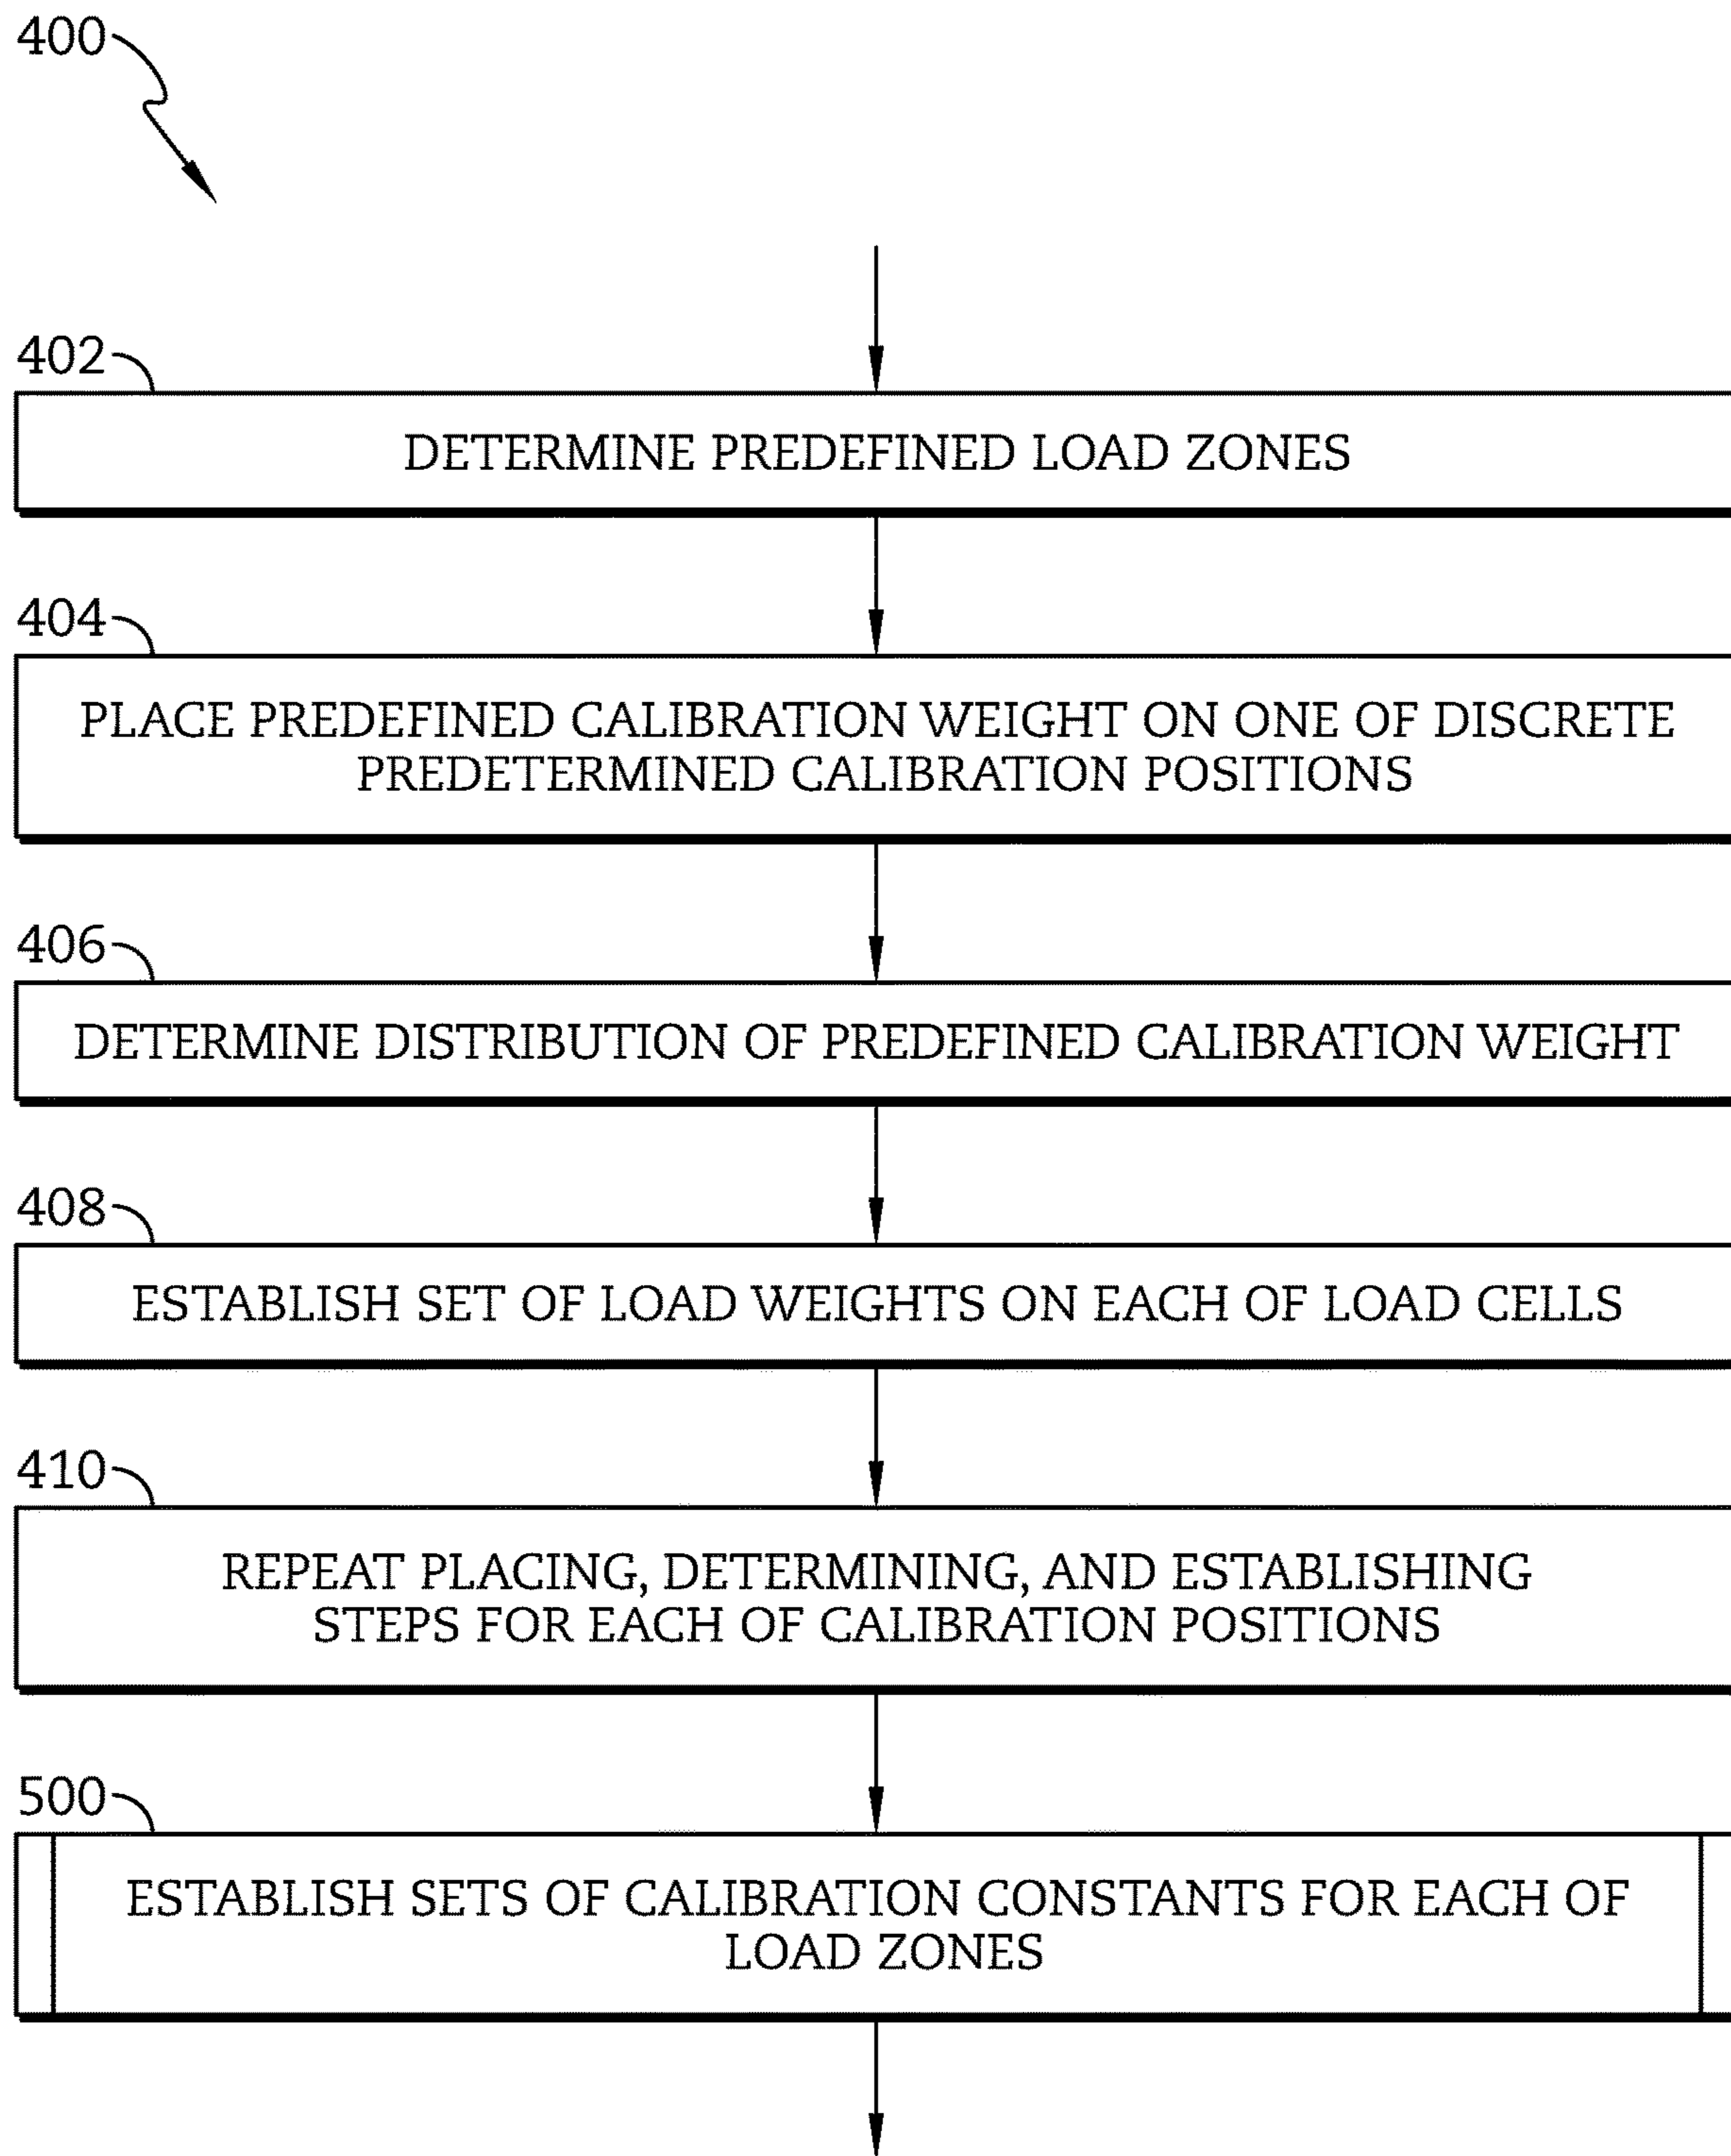 400
402
DETERMINE PREDEFINED LOAD ZONES
404
PLACE PREDEFINED CALIBRATION WEIGHT ON ONE OF DISCRETE
PREDETERMINED CALIBRATION POSITIONS
406
DETERMINE DISTRIBUTION OF PREDEFINED CALIBRATION WEIGHT
408
ESTABLISH SET OF LOAD WEIGHTS ON EACH OF LOAD CELLS
410
REPEAT PLACING, DETERMINING, AND ESTABLISHING
STEPS FOR EACH OF CALIBRATION POSITIONS
500
ESTABLISH SETS OF CALIBRATION CONSTANTS FOR EACH OF
LOAD ZONES